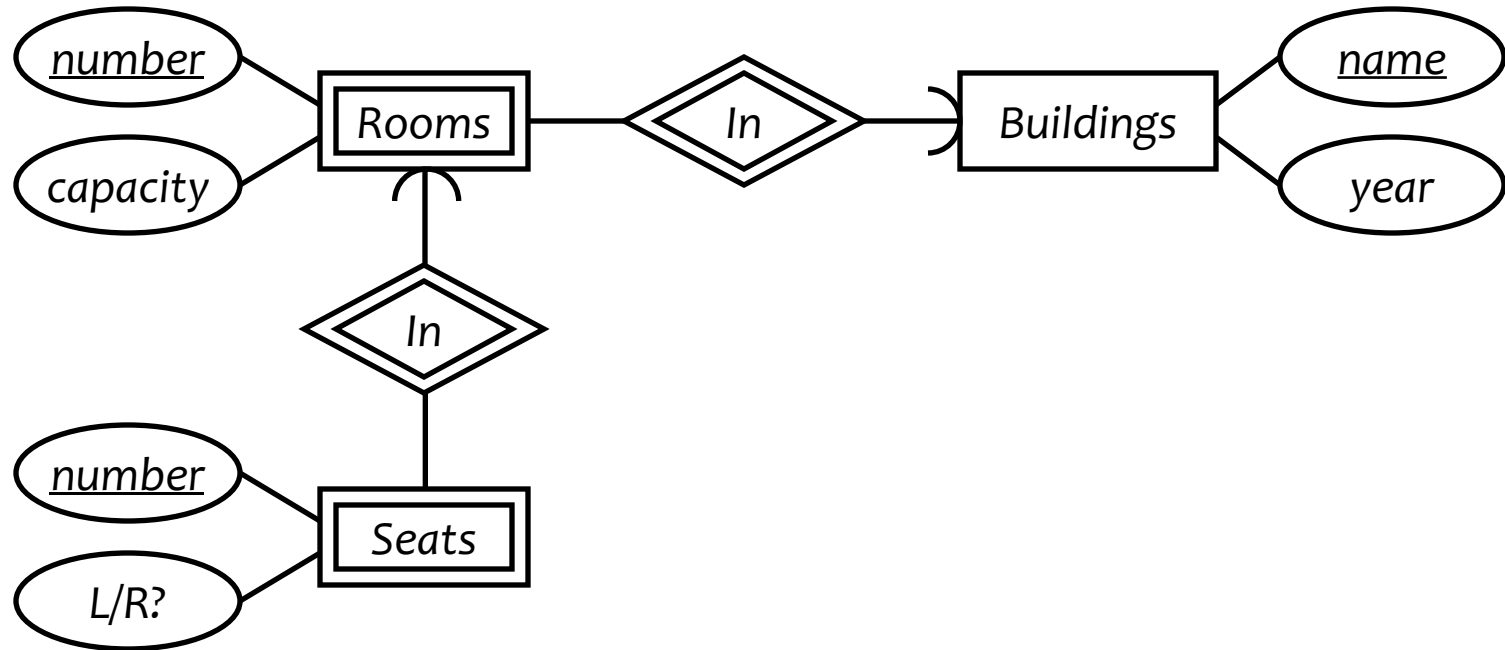 number
capacity
Rooms
In
Buildings
name
year
In
number
L/R?
Seats